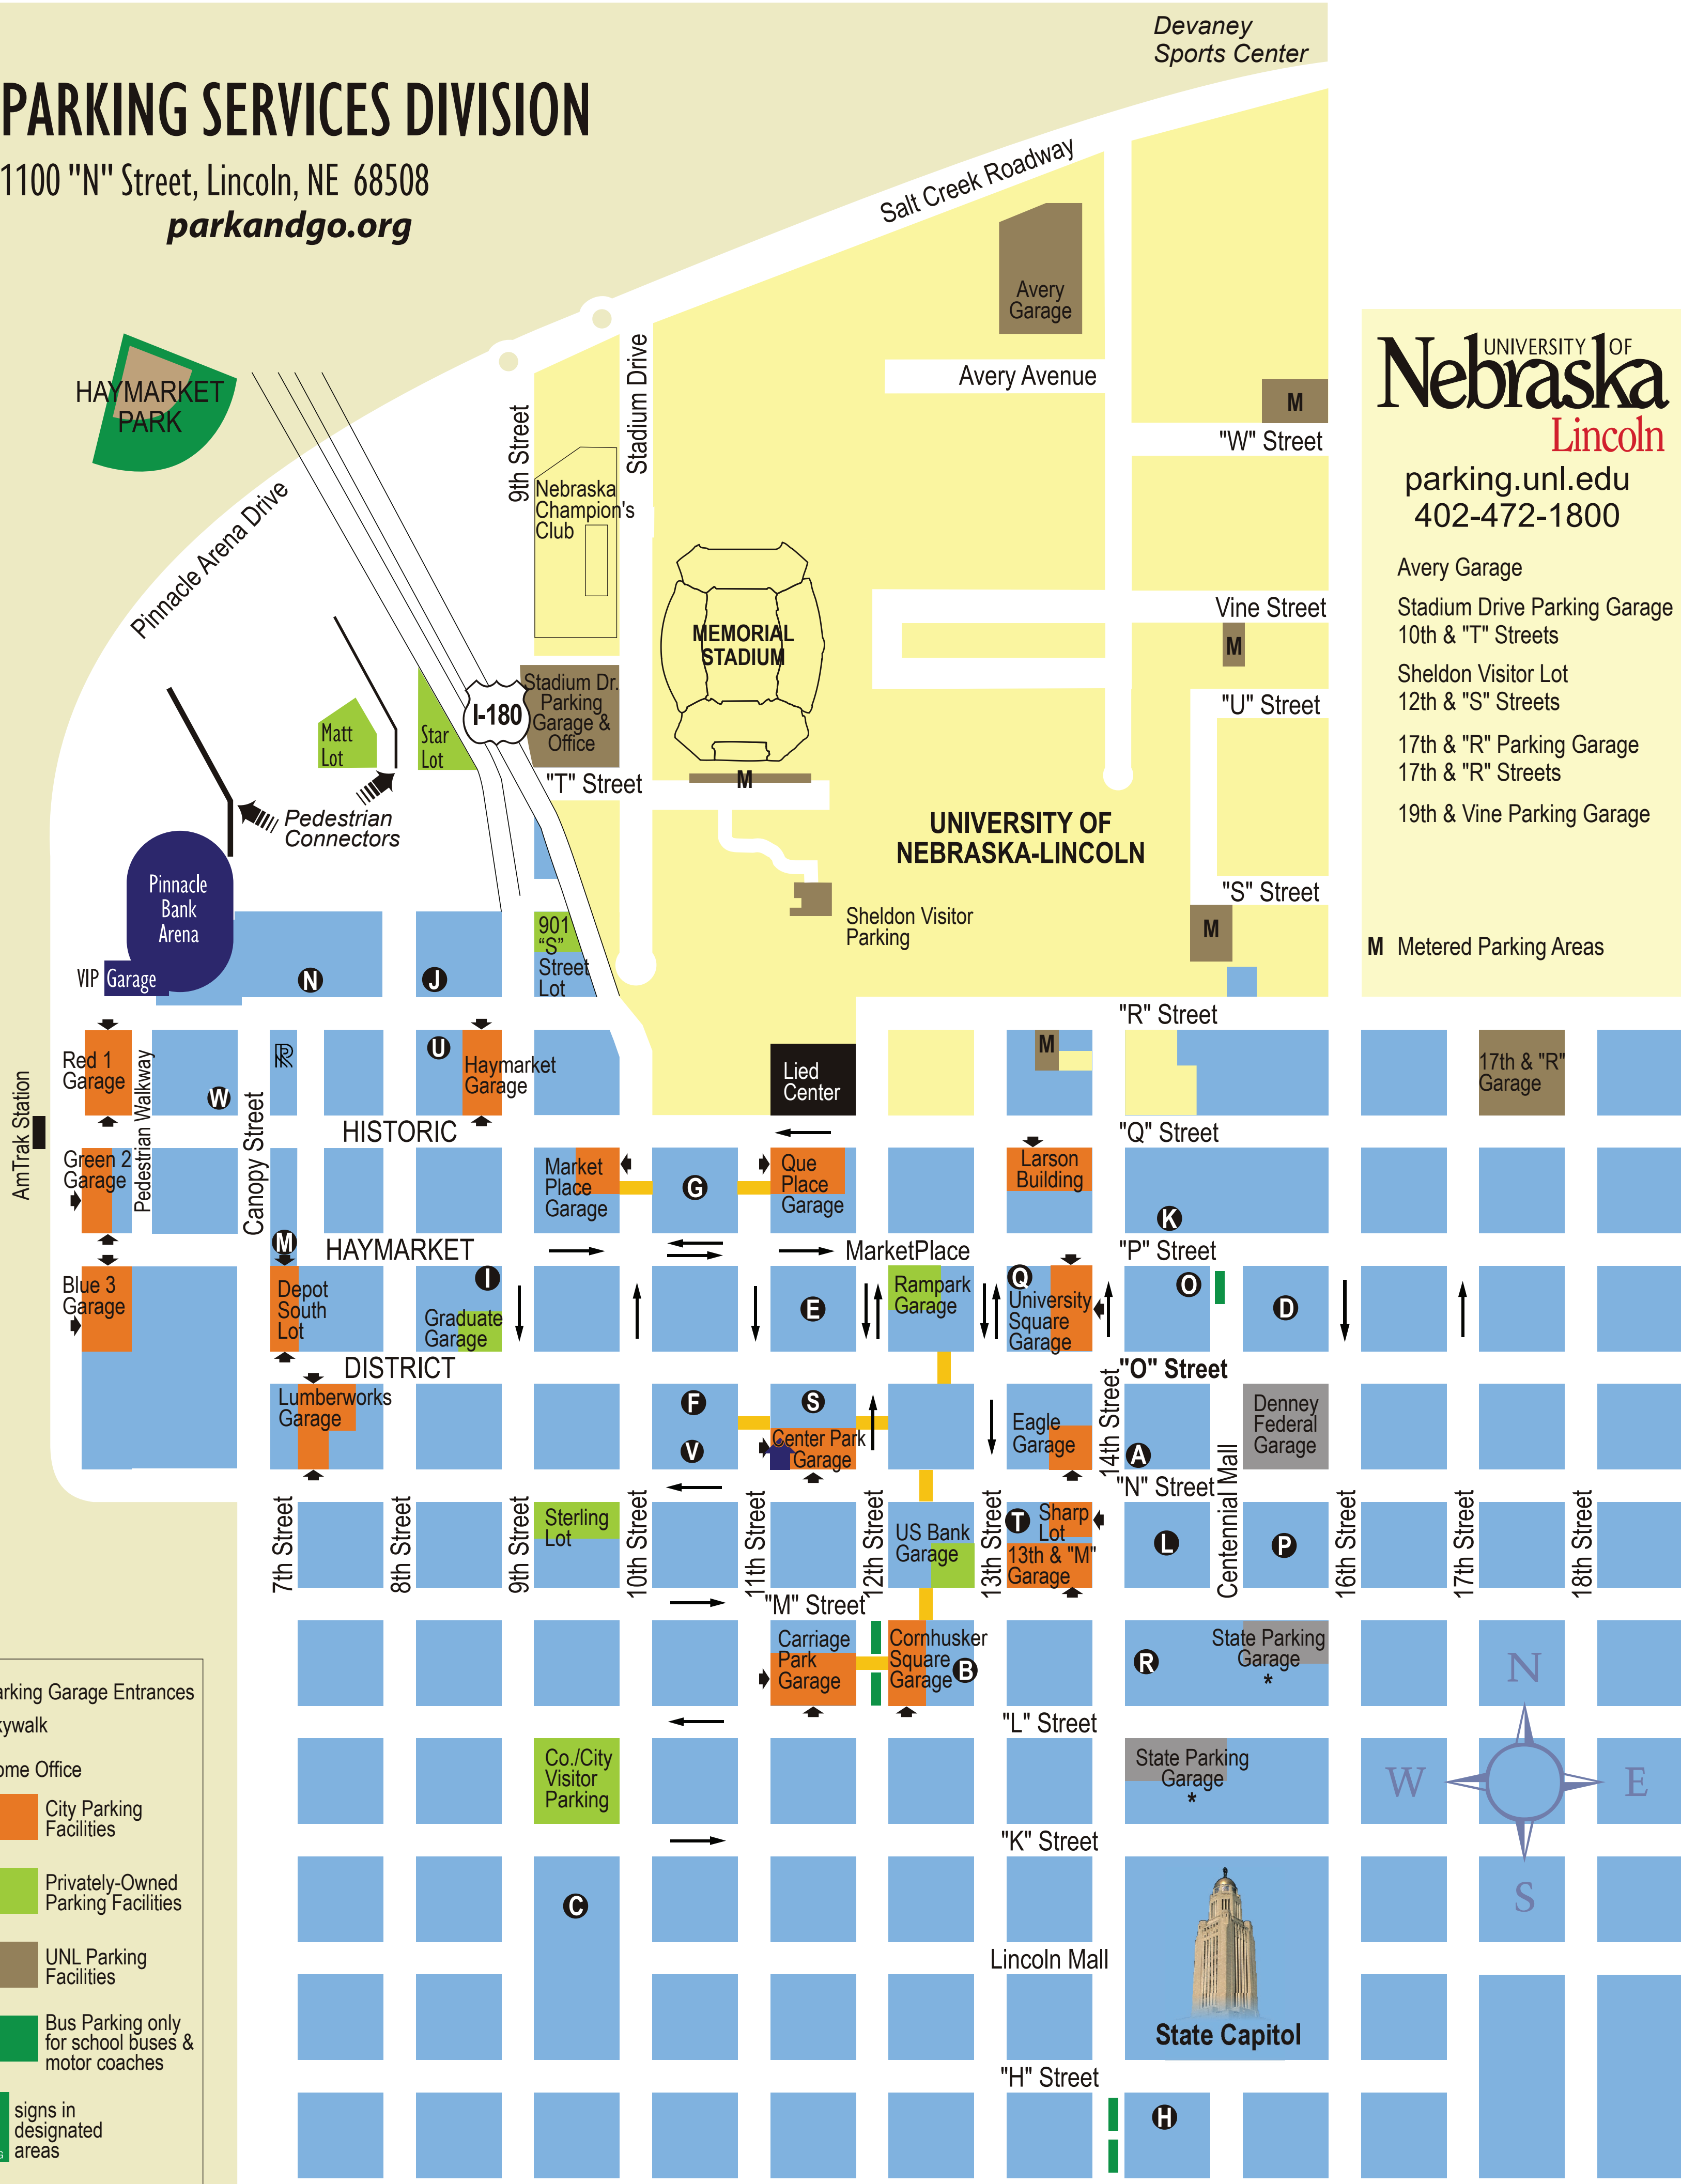 Devaney
Sports Center
PARKING SERVICES DIVISION
1100 "N" Street, Lincoln, NE 68508
parkandgo.org
Salt Creek Roadway
Avery
Garage
Avery Avenue
M
"W" Street
HAYMARKET
PARK
Stadium Drive
9th Street
Nebraska
Champion's
Club
Pinnacle Arena Drive
MEMORIAL
STADIUM
Vine Street
M
"U" Street
Stadium Dr.
Parking
Garage &
Office
I-180
Matt
Lot
Star
Lot
"T" Street
M
Pedestrian
Connectors
UNIVERSITY OF
NEBRASKA-LINCOLN
"S" Street
Sheldon Visitor
Parking
M
Pinnacle
Bank
Arena
VIP Garage
N
J
901
“S”
Street
Lot
UNIVERSITY OF
Nebraska
Lincoln
parking.unl.edu
402-472-1800
Avery Garage
Stadium Drive Parking Garage
10th & "T" Streets
Sheldon Visitor Lot
12th & "S" Streets
17th & "R" Parking Garage
17th & "R" Streets
19th & Vine Parking Garage
M Metered Parking Areas
"R" Street
Red 1
Garage
Pedestrian Walkway
W
R
U
Haymarket
Garage
Lied
Center
M
17th & "R"
Garage
AmTrak Station
Canopy Street
HISTORIC
"Q" Street
Green 2
Garage
Market
Place
Garage
G
Que
Place
Garage
Larson
Building
K
M
HAYMARKET
MarketPlace
"P" Street
Blue 3
Garage
Depot
South
Lot
I
Graduate
Garage
E
Rampark
Garage
Q
University
Square
Garage
O
D
DISTRICT
"O" Street
Lumberworks
Garage
F
V
S
Center Park
Garage
Eagle
Garage
14th Street
A
Denney
Federal
Garage
"N" Street
Centennial Mall
7th Street
8th Street
9th Street
Sterling
Lot
10th Street
11th Street
12th Street
US Bank
Garage
13th Street
T
Sharp
Lot
13th & "M"
Garage
L
P
16th Street
17th Street
18th Street
"M" Street
Carriage
Park
Garage
Cornhusker
Square
Garage
B
R
State Parking
Garage
*
"L" Street
Co./City
Visitor
Parking
State Parking
Garage
*
N
W
E
S
"K" Street
C
Lincoln Mall
State Capitol
"H" Street
H
arking Garage Entrances
kywalk
ome Office
City Parking
Facilities
Privately-Owned
Parking Facilities
UNL Parking
Facilities
Bus Parking only
for school buses &
motor coaches
signs in
designated
areas